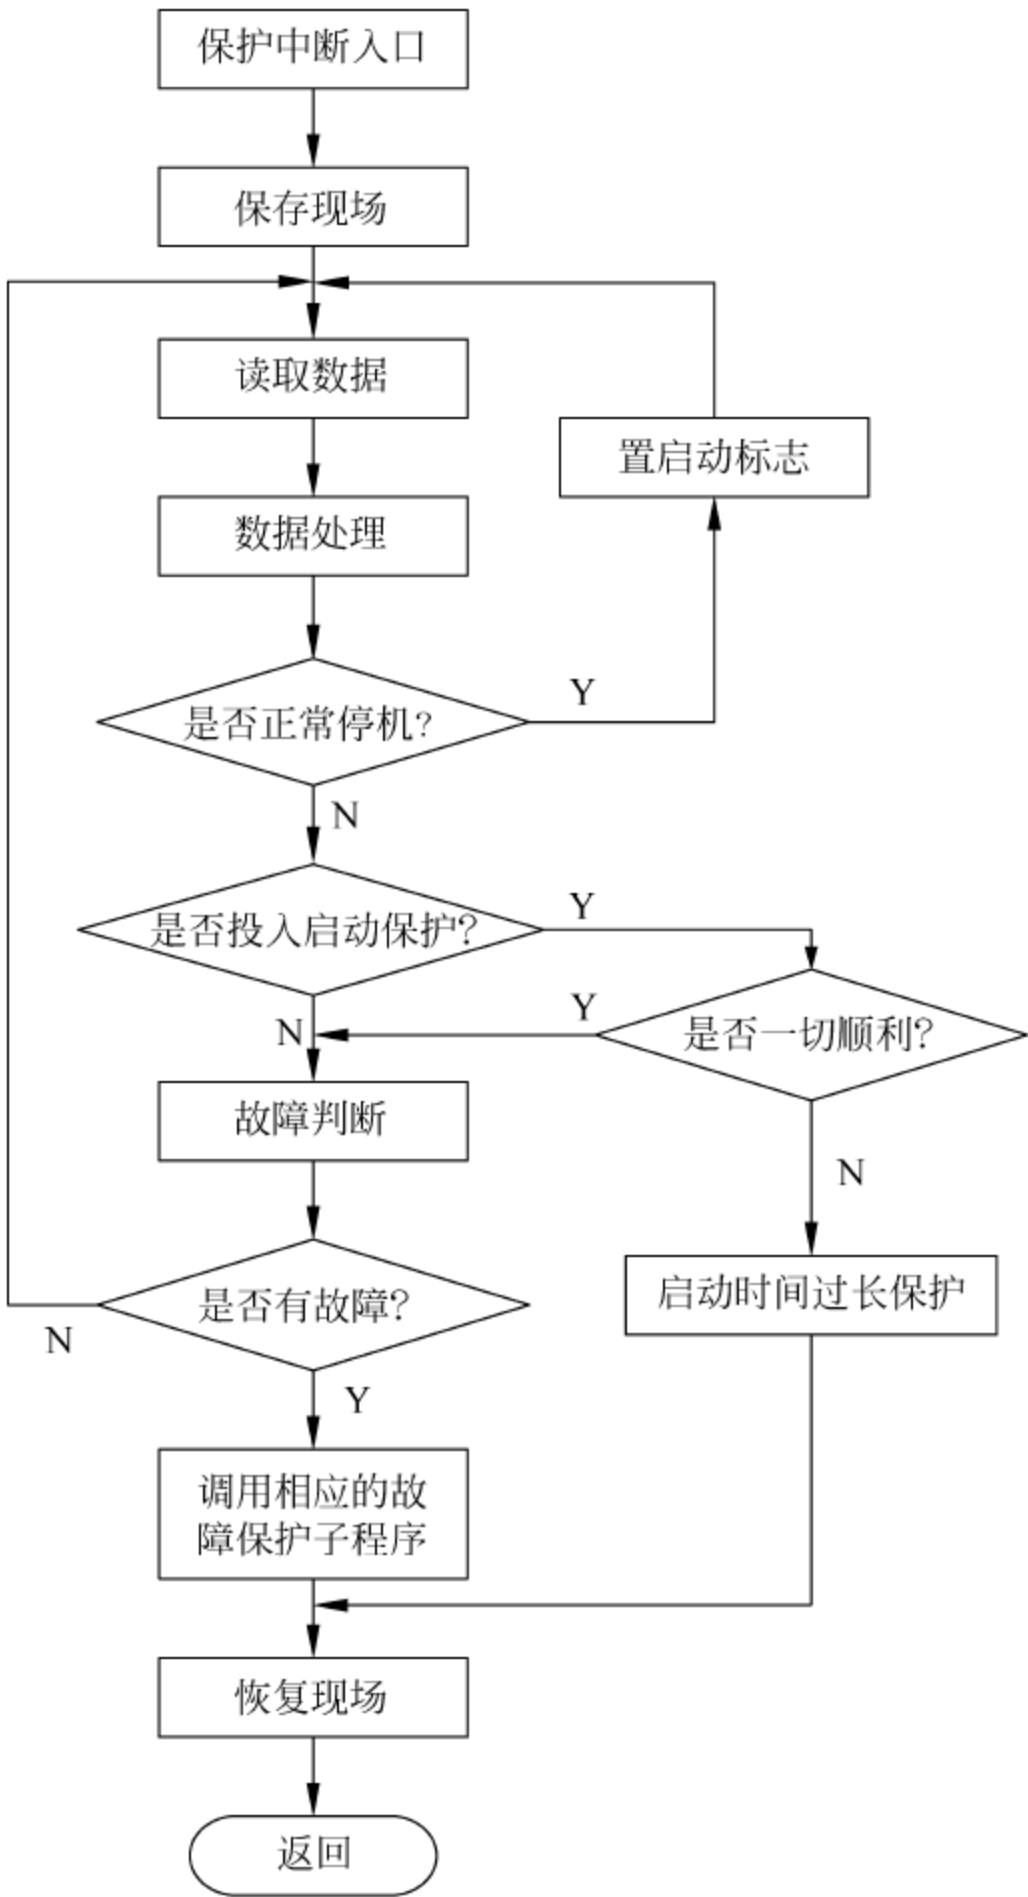 保护中断入口
保存现场
读取数据
置启动标志
数据处理
是否正常停机?
Y
N
是否投入启动保护?
Y
是否一切顺利?
Y
N
故障判断
N
是否有故障?
N
启动时间过长保护
Y
调用相应的故
障保护子程序
恢复现场
返回